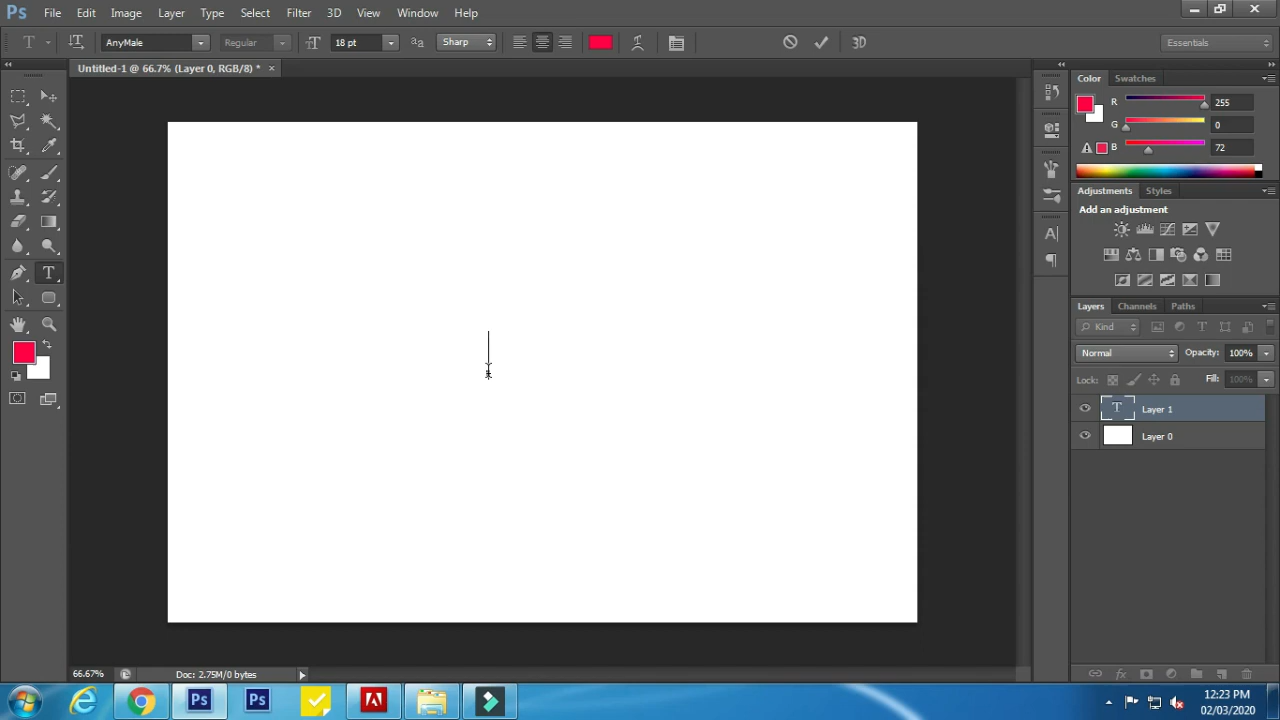 Ps File Edit Image Layer Type Select Filter 3D View Window Help
T AnyMale Regular 18 pt aa Sharp 3D Essentials
Untitled-1 @ 66.7% (Layer 0, RGB/8) * ×
Color Swatches
R 255
G 0
B 72
Adjustments Styles
Add an adjustment
Layers Channels Paths
Kind
Normal Opacity: 100%
Lock: Fill: 100%
T Layer 1
Layer 0
66.67% Doc: 2.75M/0 bytes
Ps Ps
12:23 PM
02/03/2020